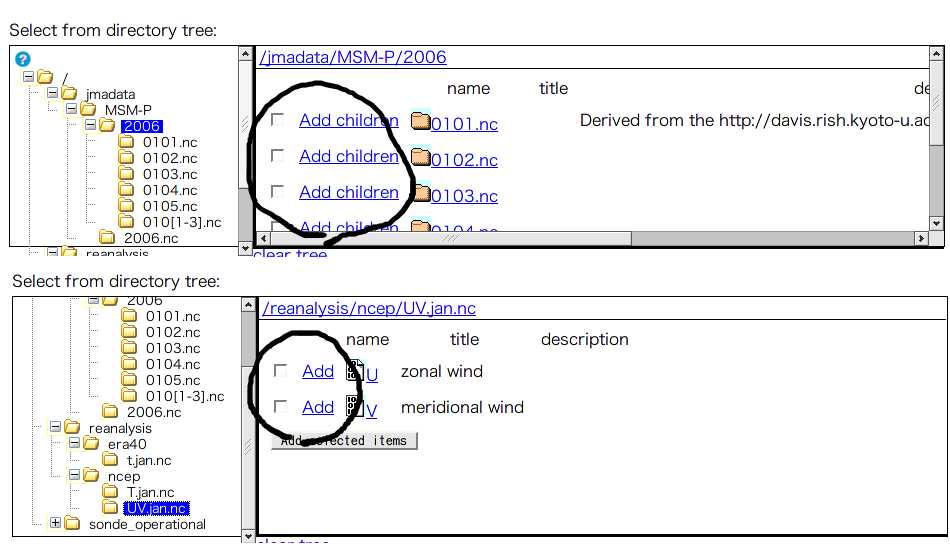 Select from directory tree:
/
jmadata
MSM-P
2006
0101.nc
0102.nc
0103.nc
0104.nc
0105.nc
010[1-3].nc
2006.nc
reanalysis
/jmadata/MSM-P/2006
name title de
Add children 0101.nc Derived from the http://davis.rish.kyoto-u.ac
Add children 0102.nc
Add children 0103.nc
Add children 0104.nc
clear tree
Select from directory tree:
2006
0101.nc
0102.nc
0103.nc
0104.nc
0105.nc
010[1-3].nc
2006.nc
reanalysis
era40
t.jan.nc
ncep
T.jan.nc
UV.jan.nc
sonde_operational
/reanalysis/ncep/UV.jan.nc
name title description
Add U zonal wind
Add V meridional wind
Add selected items
clear tree